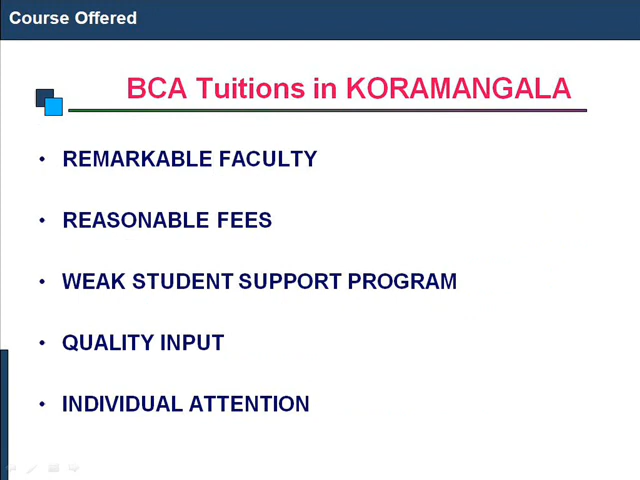 Course Offered
BCA Tuitions in KORAMANGALA
• REMARKABLE FACULTY
• REASONABLE FEES
• WEAK STUDENT SUPPORT PROGRAM
• QUALITY INPUT
• INDIVIDUAL ATTENTION